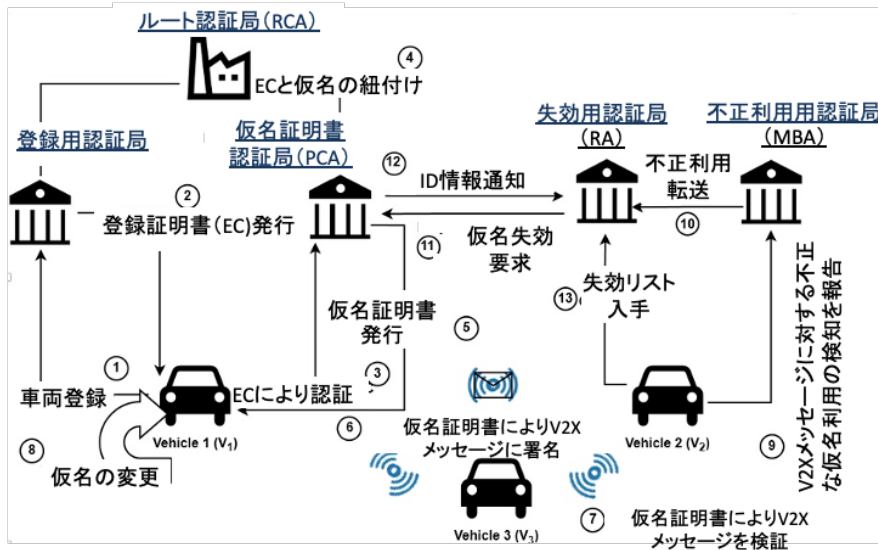 ルート認証局(RCA)
④
ECと仮名の紐付け
登録用認証局
仮名証明書
認証局(PCA)
失効用認証局
(RA)
不正利用用認証局
(MBA)
②
登録証明書(EC)発行
⑫
ID情報通知
不正利用
転送
⑩
⑪
仮名失効
要求
⑬
失効リスト
入手
仮名証明書
発行
⑤
①
車両登録
③
ECにより認証
⑥
⑧
仮名の変更
Vehicle 1 (V₁)
仮名証明書によりV2X
メッセージに署名
Vehicle 2 (V₂)
⑨
V2Xメッセージに対する不正
な仮名利用の検知を報告
Vehicle 3 (V₃)
⑦
仮名証明書によりV2X
メッセージを検証